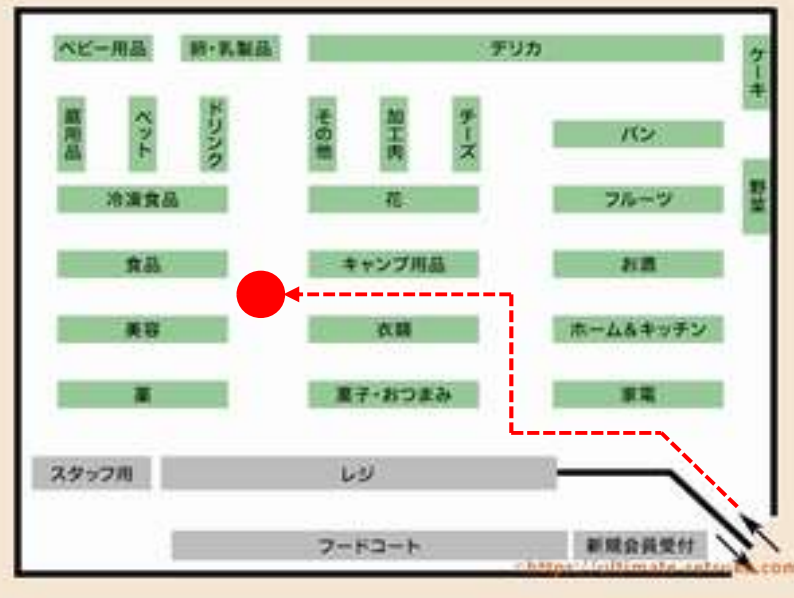 ベビー用品
卵・乳製品
デリカ
ケーキ
庭用品
ペット
ドリンク
その他
加工肉
チーズ
パン
冷凍食品
花
フルーツ
野菜
食品
キャンプ用品
お酒
美容
衣類
ホーム&キッチン
薬
菓子・おつまみ
家電
スタッフ用
レジ
フードコート
新規会員受付